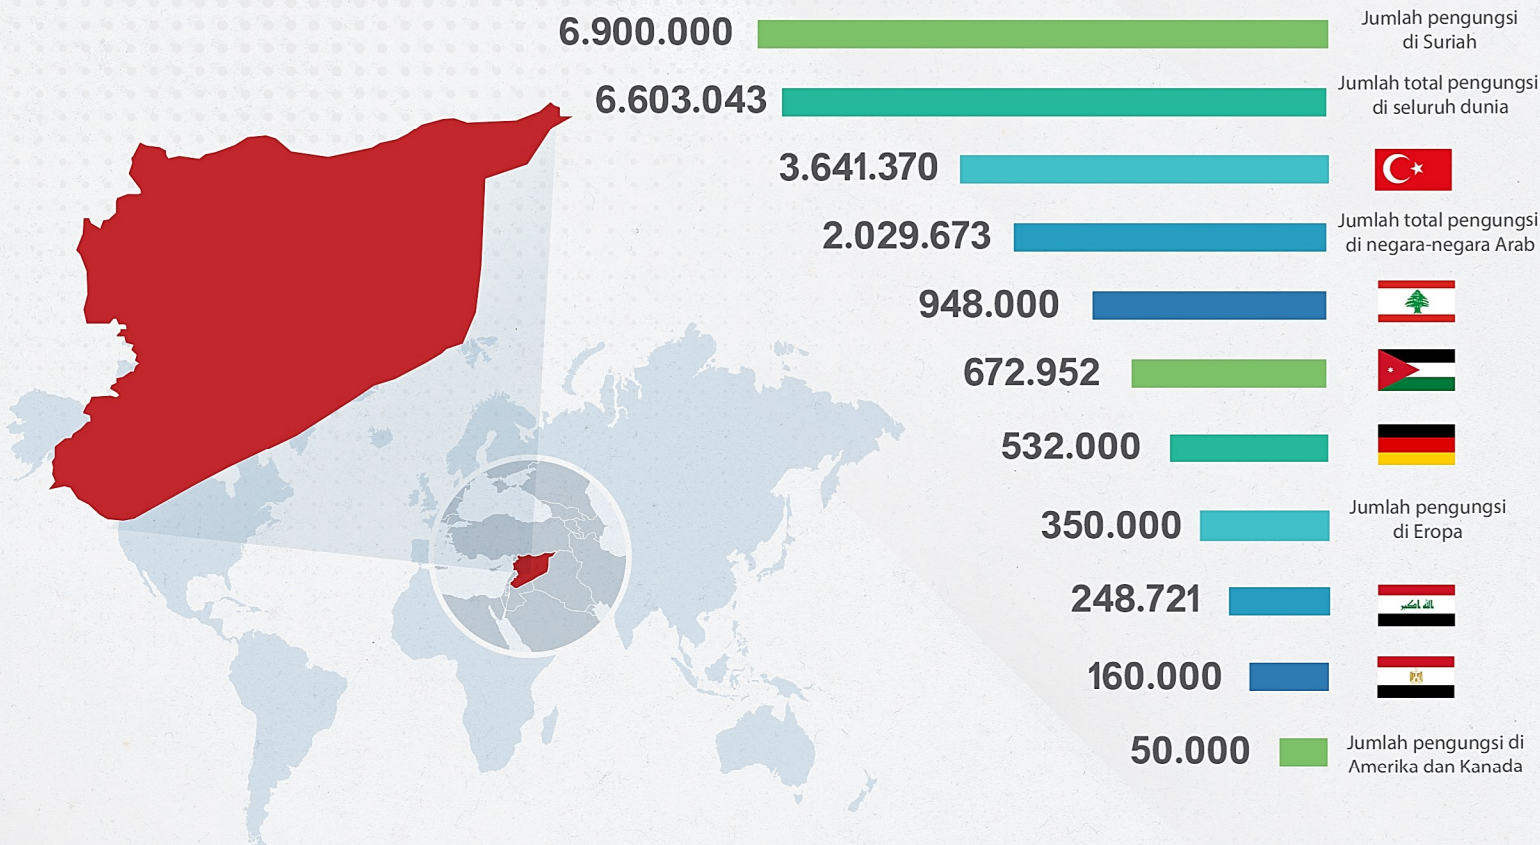 6.900.000
Jumlah pengungsi
di Suriah
6.603.043
Jumlah total pengungsi
di seluruh dunia
3.641.370
2.029.673
Jumlah total pengungsi
di negara-negara Arab
948.000
672.952
532.000
350.000
Jumlah pengungsi
di Eropa
248.721
الله اكبر
160.000
50.000
Jumlah pengungsi di
Amerika dan Kanada